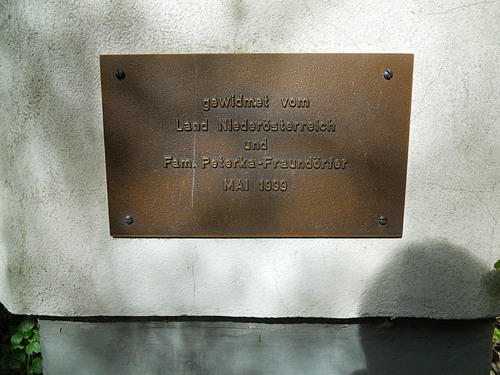 gewidmet vom
Land Niederösterreich
und
Fam. Peterka-Fraundörfer
MAI 1999